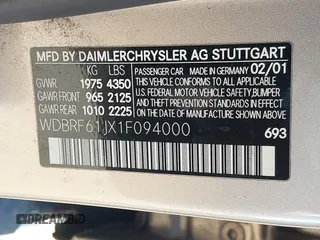 MFD BY DAIMLERCHRYSLER AG STUTTGART
KG LBS PASSENGER CAR MADE IN GERMANY 02/01
GVWR 1975 4350 THIS VEHICLE CONFORMS TO ALL APPLICABLE
GAWR FRONT 965 2125 U.S. FEDERAL MOTOR VEHICLE SAFETY BUMPER
GAWR REAR 1010 2225 AND THEFT PREVENTION STANDARDS IN EFFECT
ON THE DATE OF MANUFACTURE SHOWN ABOVE
WDBRF61JX1F094000
693
DREAMBID